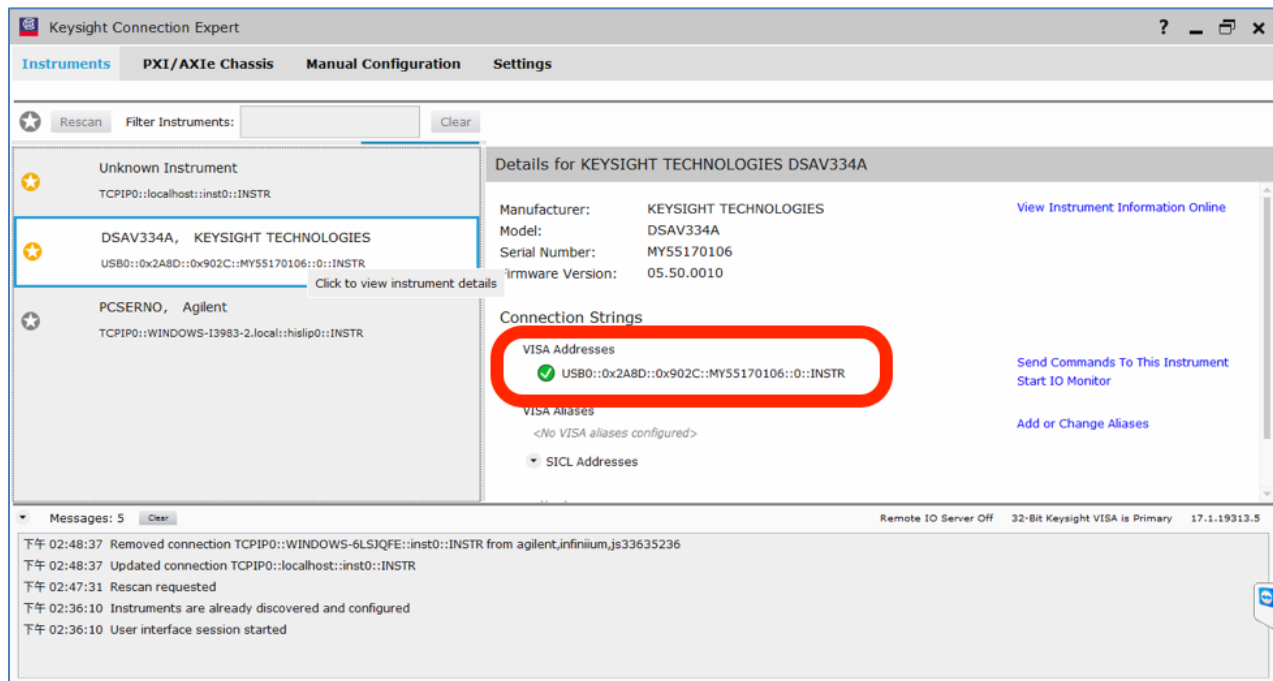 Keysight Connection Expert
Instruments PXI/AXIe Chassis Manual Configuration Settings
Rescan Filter Instruments: Clear
Unknown Instrument
TCPIP0::localhost::inst0::INSTR
DSAV334A, KEYSIGHT TECHNOLOGIES
USB0::0x2A8D::0x902C::MY55170106::0::INSTR
Click to view instrument details
PCSERNO, Agilent
TCPIP0::WINDOWS-I3983-2.local::hislip0::INSTR
Details for KEYSIGHT TECHNOLOGIES DSAV334A
Manufacturer: KEYSIGHT TECHNOLOGIES
View Instrument Information Online
Model: DSAV334A
Serial Number: MY55170106
Firmware Version: 05.50.0010
Connection Strings
VISA Addresses
USB0::0x2A8D::0x902C::MY55170106::0::INSTR
Send Commands To This Instrument
Start IO Monitor
VISA Aliases
<No VISA aliases configured>
Add or Change Aliases
SICL Addresses
Messages: 5 Clear
Remote IO Server Off 32-Bit Keysight VISA is Primary 17.1.19313.5
下午 02:48:37 Removed connection TCPIP0::WINDOWS-6LSJQFE::inst0::INSTR from agilent,infiniium,js33635236
下午 02:48:37 Updated connection TCPIP0::localhost::inst0::INSTR
下午 02:47:31 Rescan requested
下午 02:36:10 Instruments are already discovered and configured
下午 02:36:10 User interface session started